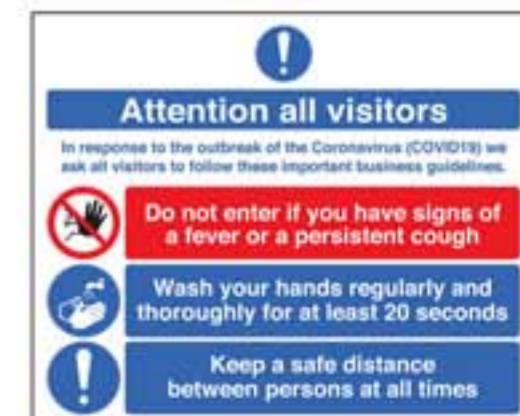 Attention all visitors
In response to the outbreak of the Coronavirus (COVID19) we
ask all visitors to follow these important business guidelines.
Do not enter if you have signs of
a fever or a persistent cough
Wash your hands regularly and
thoroughly for at least 20 seconds
Keep a safe distance
between persons at all times